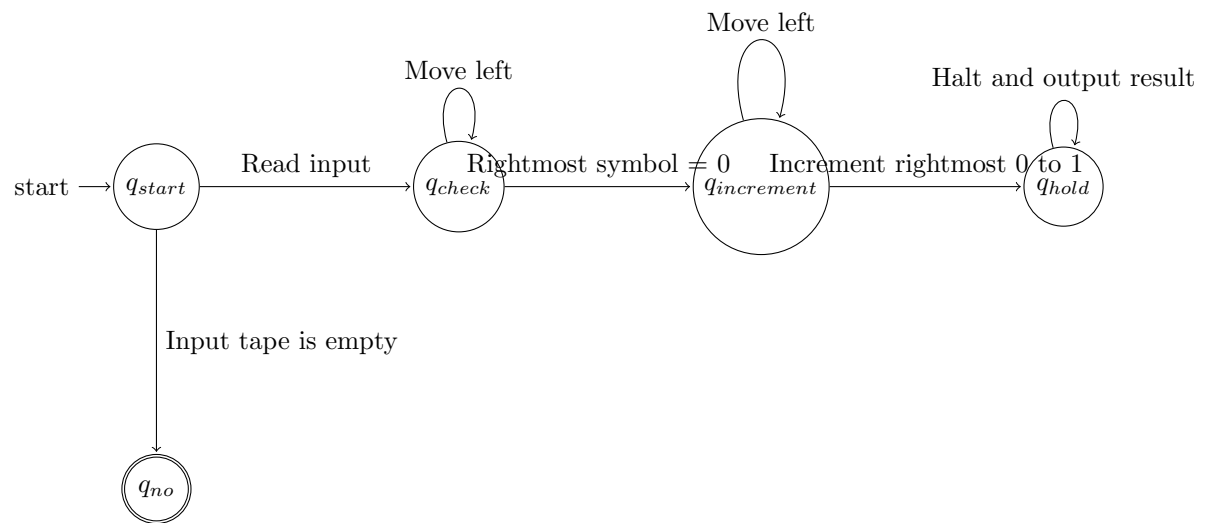 Move left
Move left
Halt and output result
Read input
Rightmost symbol = 0
Increment rightmost 0 to 1
start
q_start
q_check
q_increment
q_hold
Input tape is empty
q_no